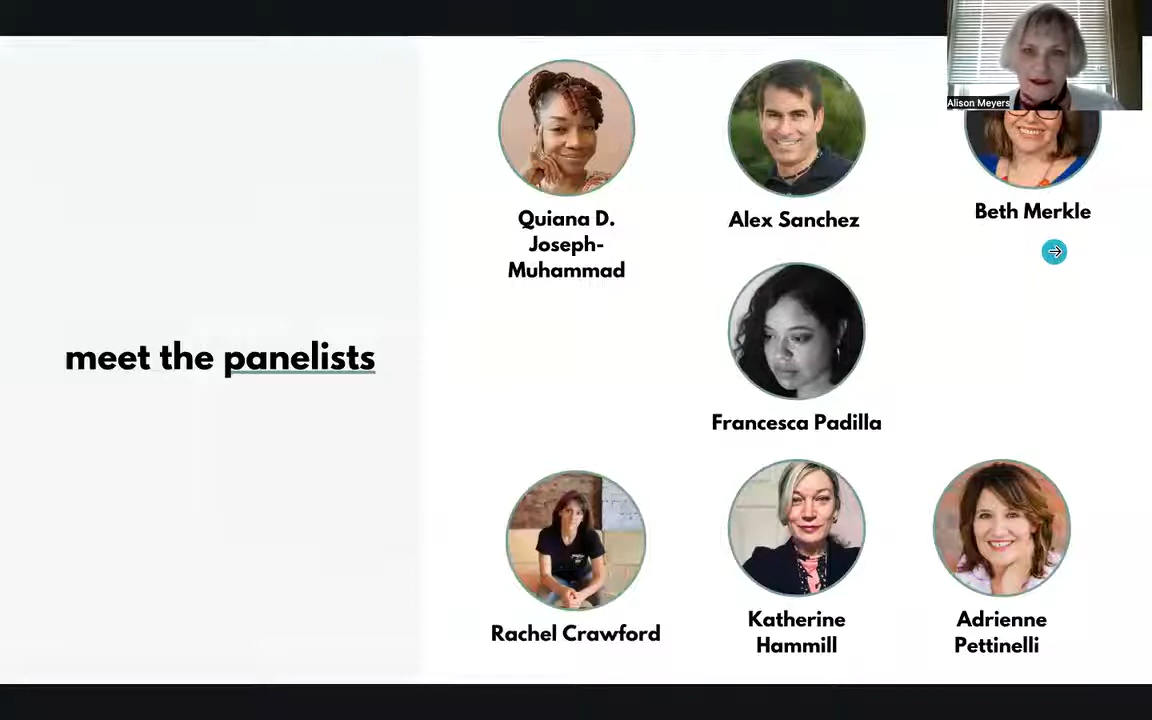 Alison Meyers
Quiana D.
Joseph-
Muhammad
Alex Sanchez
Beth Merkle
meet the panelists
Francesca Padilla
Rachel Crawford
Katherine
Hammill
Adrienne
Pettinelli